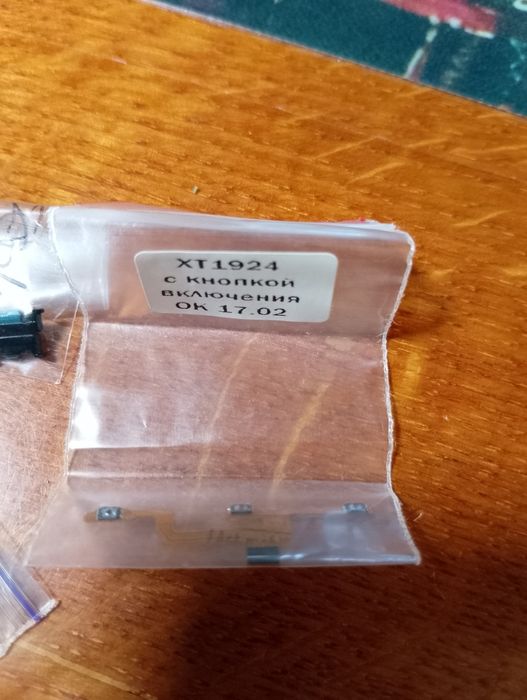 XT1924
с кнопкой
включения
OK 17.02